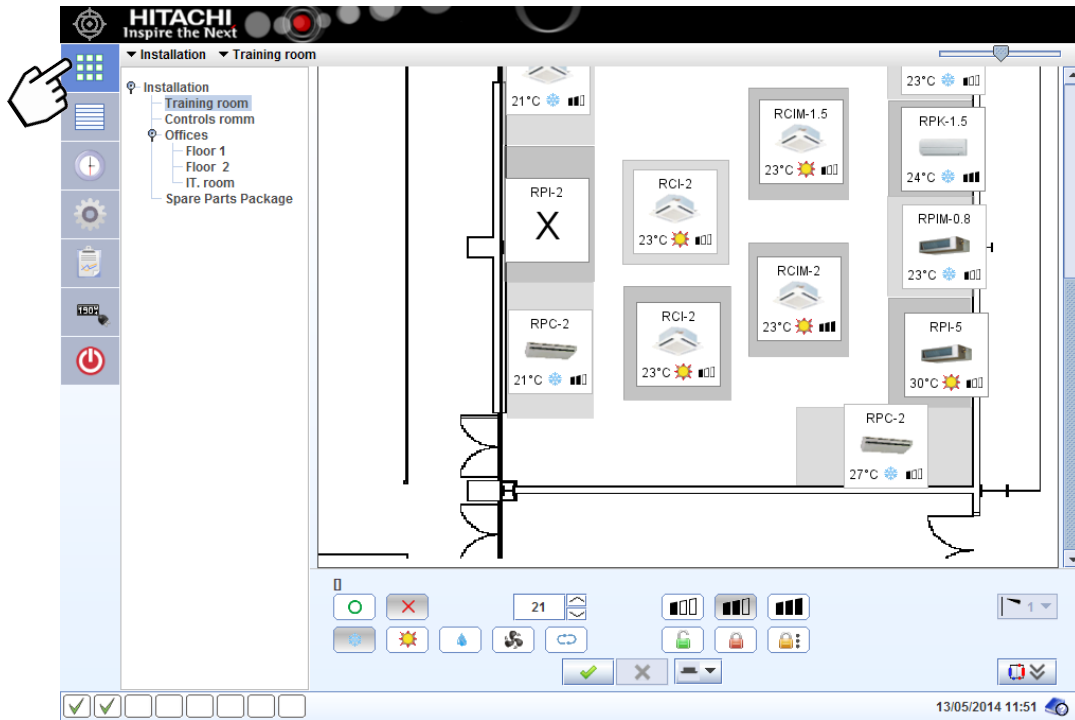 HITACHI
Inspire the Next
Installation Training room
Installation
Training room
Controls romm
Offices
Floor 1
Floor 2
IT. room
Spare Parts Package
21°C
23°C
RCIM-1.5
23°C
RPK-1.5
24°C
RPI-2
X
RCI-2
23°C
RPIM-0.8
23°C
RCIM-2
23°C
RPC-2
21°C
RCI-2
23°C
RPI-5
30°C
RPC-2
27°C
[]
21
1
13/05/2014 11:51